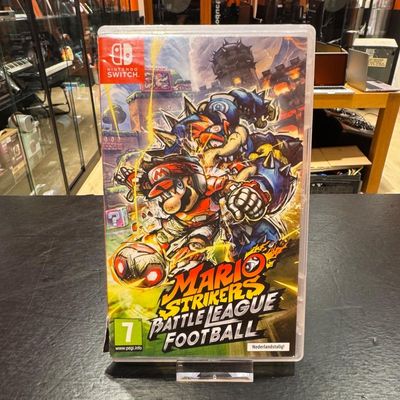 NINTENDO
SWITCH
MARIO
STRIKERS
BATTLE LEAGUE
FOOTBALL
7
www.pegi.info
Nederlandstalig!